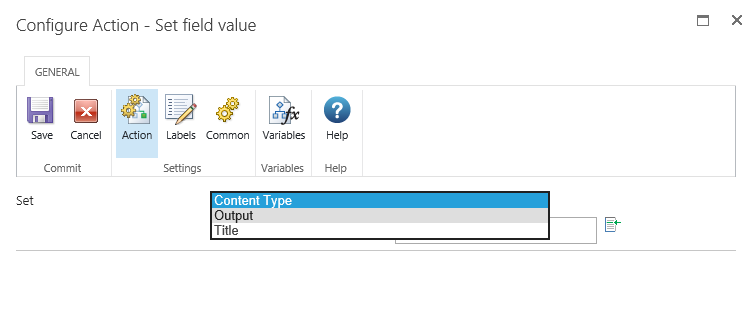 Configure Action - Set field value
GENERAL
Save Cancel Action Labels Common Variables Help
Commit Settings Variables Help
Set
Content Type
Output
Title